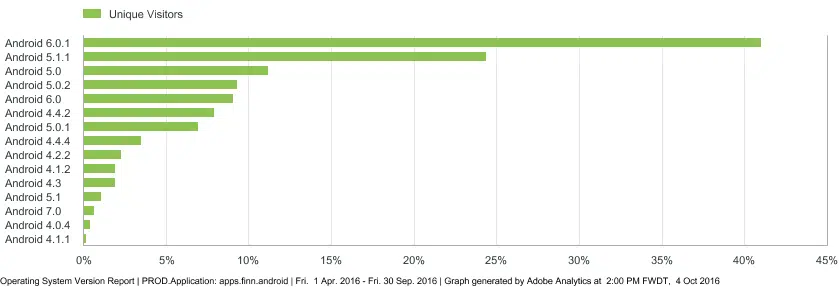 Unique Visitors
Android 6.0.1
Android 5.1.1
Android 5.0
Android 5.0.2
Android 6.0
Android 4.4.2
Android 5.0.1
Android 4.4.4
Android 4.2.2
Android 4.1.2
Android 4.3
Android 5.1
Android 7.0
Android 4.0.4
Android 4.1.1
0% 5% 10% 15% 20% 25% 30% 35% 40% 45%
Operating System Version Report | PROD.Application: apps.finn.android | Fri. 1 Apr. 2016 - Fri. 30 Sep. 2016 | Graph generated by Adobe Analytics at 2:00 PM FWDT, 4 Oct 2016